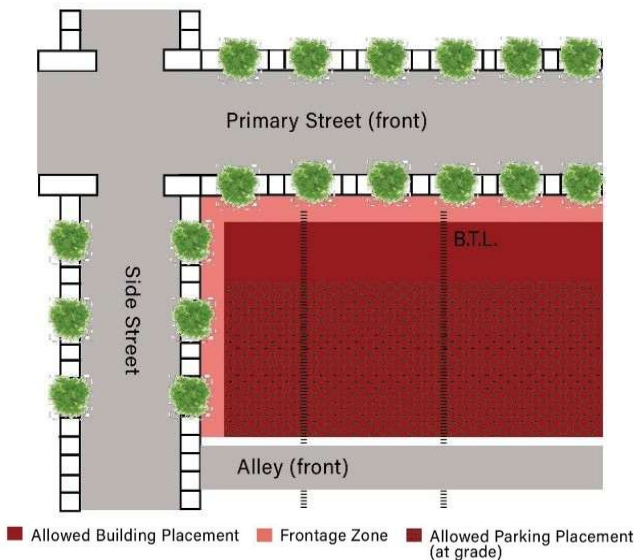 Primary Street (front)
B.T.L.
Side Street
Alley (front)
Allowed Building Placement
Frontage Zone
Allowed Parking Placement
(at grade)